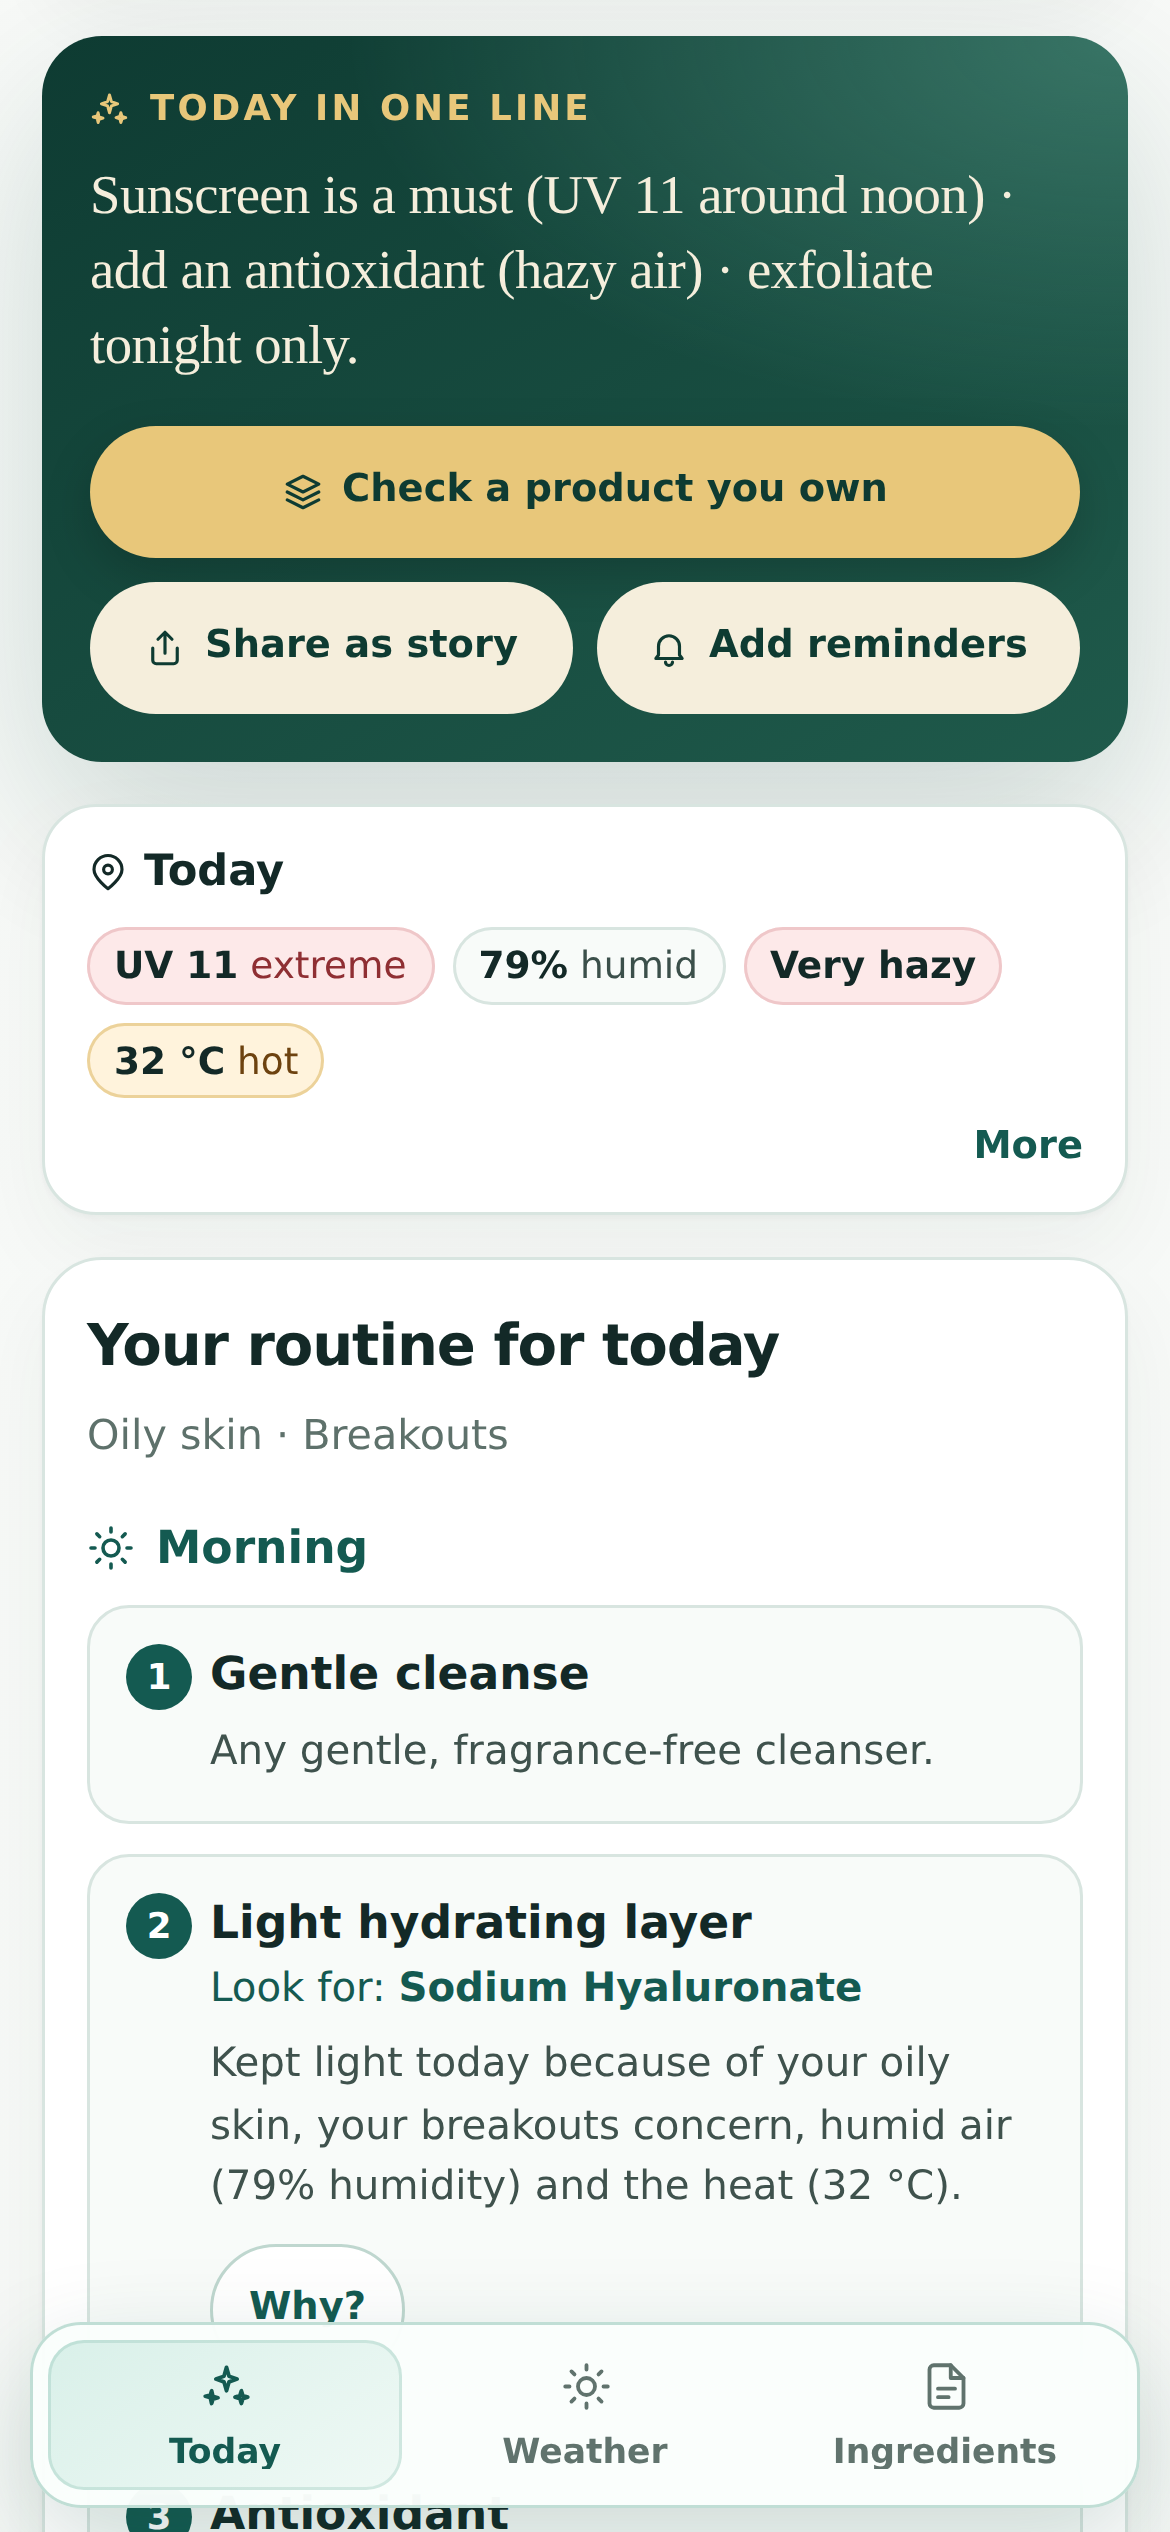 TODAY IN ONE LINE
Sunscreen is a must (UV 11 around noon) ·
add an antioxidant (hazy air) · exfoliate
tonight only.
Check a product you own
Share as story
Add reminders
Today
UV 11 extreme
79% humid
Very hazy
32 °C hot
More
Your routine for today
Oily skin · Breakouts
Morning
1 Gentle cleanse
Any gentle, fragrance-free cleanser.
2 Light hydrating layer
Look for: Sodium Hyaluronate
Kept light today because of your oily
skin, your breakouts concern, humid air
(79% humidity) and the heat (32 °C).
Why?
Today
Weather
Ingredients
3 Antioxidant